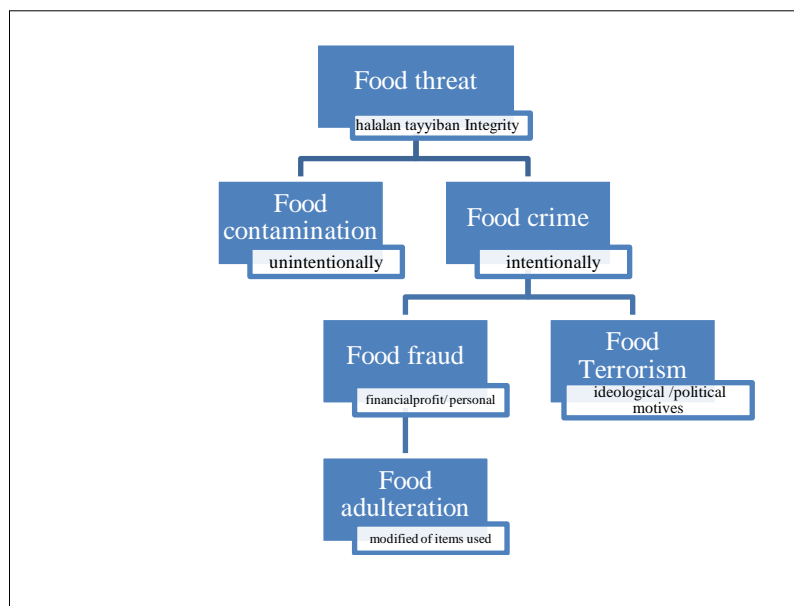 Food threat
halalan tayyiban Integrity
Food
contamination
unintentionally
Food crime
intentionally
Food fraud
financialprofit/ personal
Food
Terrorism
ideological /political
motives
Food
adulteration
modified of items used